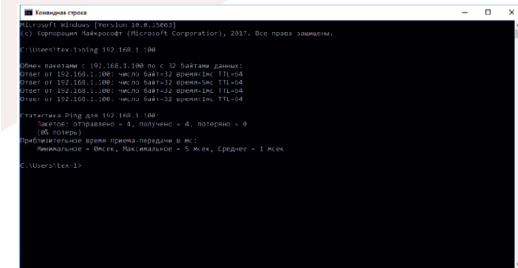 Командная строка
Microsoft Windows [Version 10.0.15063]
(c) Корпорация Майкрософт (Microsoft Corporation), 2017. Все права защищены.
C:\Users\tex-1>ping 192.168.1.100
Обмен пакетами с 192.168.1.100 по с 32 байтами данных:
Ответ от 192.168.1.100: число байт=32 время<1мс TTL=64
Ответ от 192.168.1.100: число байт=32 время=5мс TTL=64
Ответ от 192.168.1.100: число байт=32 время<1мс TTL=64
Ответ от 192.168.1.100: число байт=32 время<1мс TTL=64
Статистика Ping для 192.168.1.100:
Пакетов: отправлено = 4, получено = 4, потеряно = 0
(0% потерь)
Приблизительное время приема-передачи в мс:
Минимальное = 0мсек, Максимальное = 5 мсек, Среднее = 1 мсек
C:\Users\tex-1>